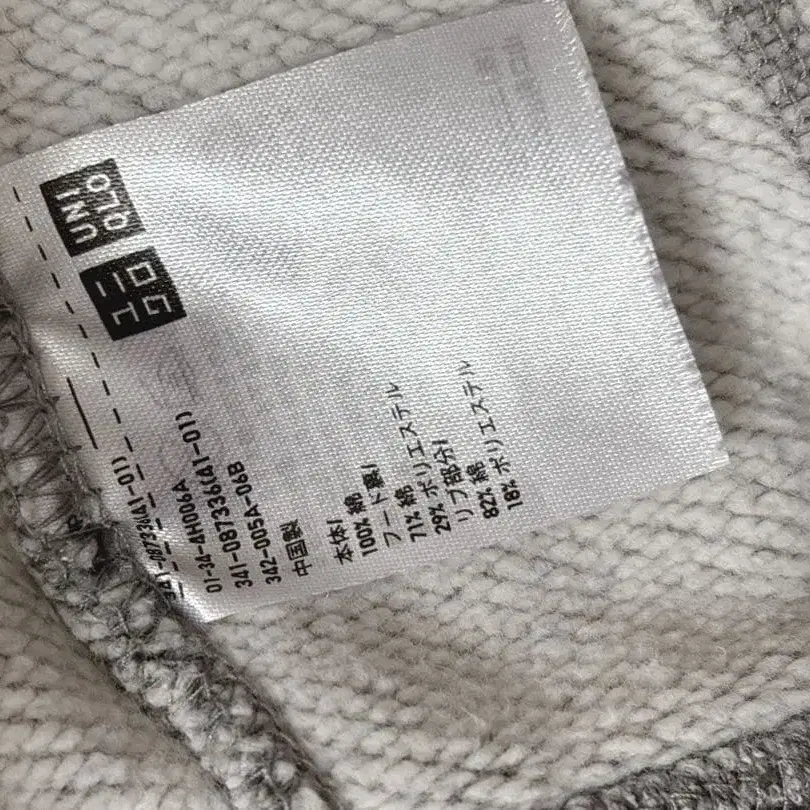 UNI
QLO
ユニ
クロ
341-087336(41-01)
01-36-4H006A
341-087336(41-01)
342-005A-06B
中国製
本体/
100% 綿
フード裏/
71% 綿
29% ポリエステル
リブ部分/
82% 綿
18% ポリエステル